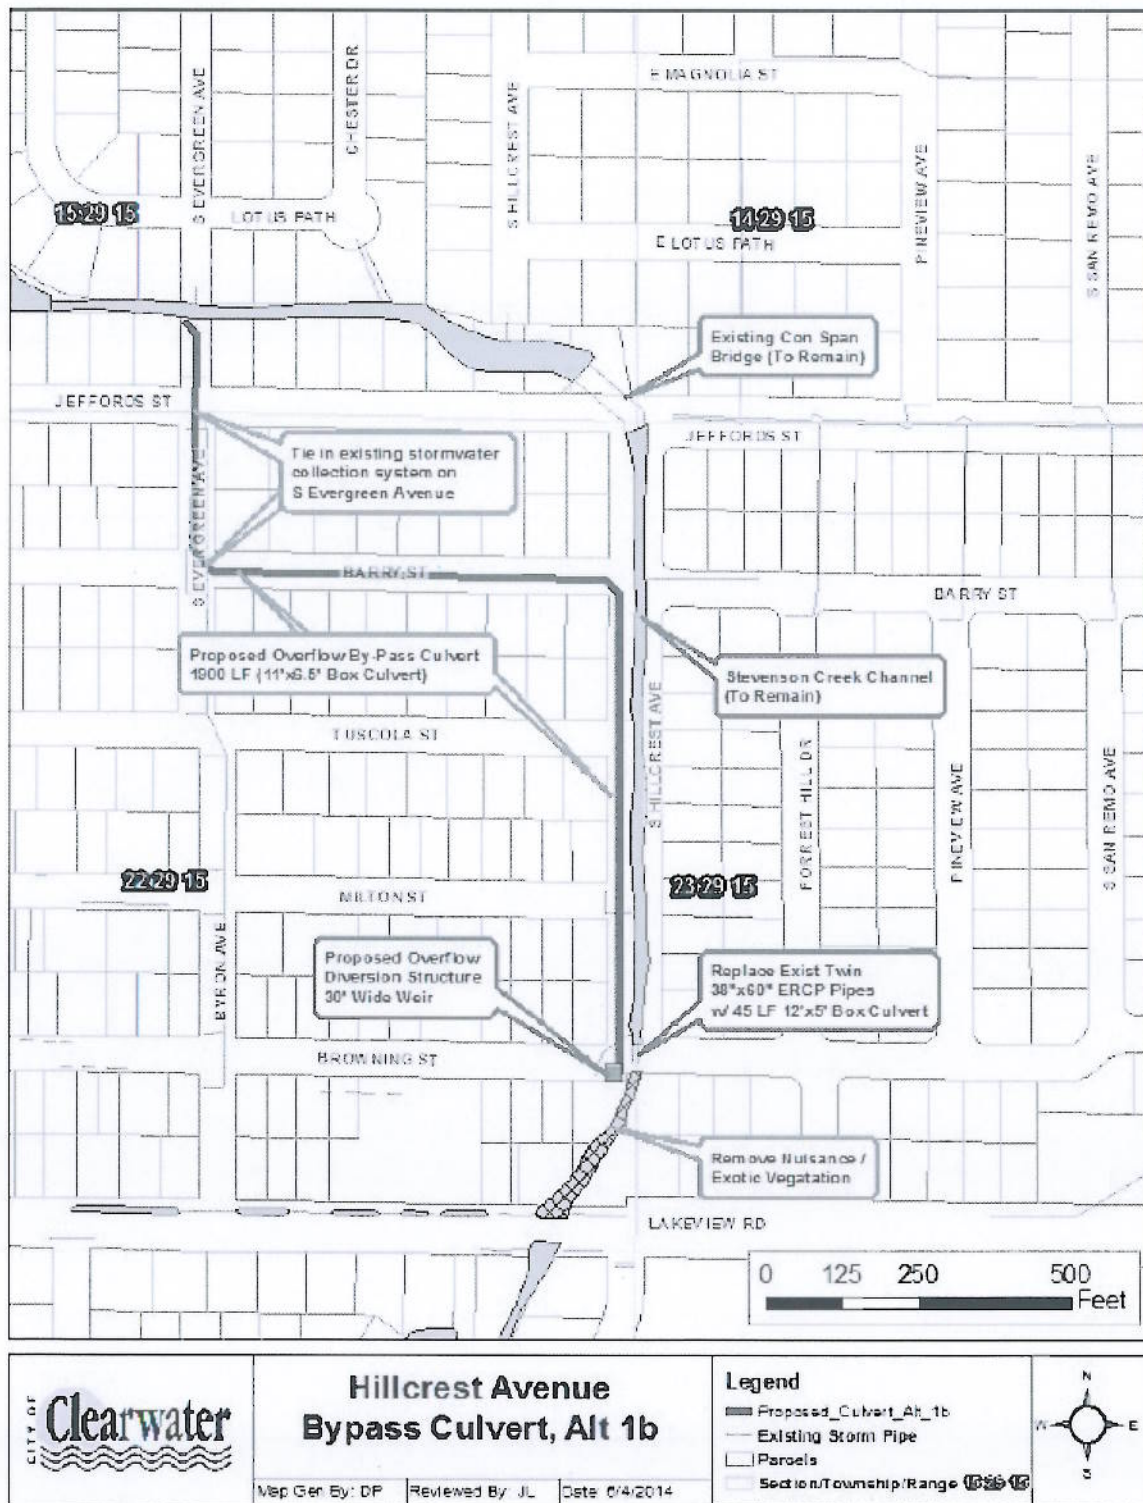 E MAGNOLIA ST
CHESTER DR
S EVERGREEN AVE
S HILLCREST AVE
PINEVIEW AVE
S SAN REMO AVE
15 29 15
LOTUS PATH
14 29 15
E LOTUS PATH
Existing Con Span
Bridge (To Remain)
JEFFORDS ST
JEFFORDS ST
Tie in existing stormwater
collection system on
S Evergreen Avenue
S EVERGREEN AVE
BARRY ST
BARRY ST
Proposed Overflow By-Pass Culvert
1900 LF (11'x6.5' Box Culvert)
Stevenson Creek Channel
(To Remain)
TUSCOLA ST
S HILLCREST AVE
FORREST HILL DR
PINEVIEW AVE
S SAN REMO AVE
22 29 15
23 29 15
MILTON ST
BYRON AVE
Proposed Overflow
Diversion Structure
30' Wide Weir
Replace Exist Twin
38"x60" ERCP Pipes
w/ 45 LF 12'x5' Box Culvert
BROWNING ST
Remove Nuisance /
Exotic Vegatation
LAKEVIEW RD
0 125 250 500
Feet
CITY OF
Clearwater
Hillcrest Avenue
Bypass Culvert, Alt 1b
Map Gen By: DP
Reviewed By: JL
Date: 6/4/2014
Legend
Proposed_Culvert_Alt_1b
Existing Storm Pipe
Parcels
Section/Township/Range
N
W
E
S